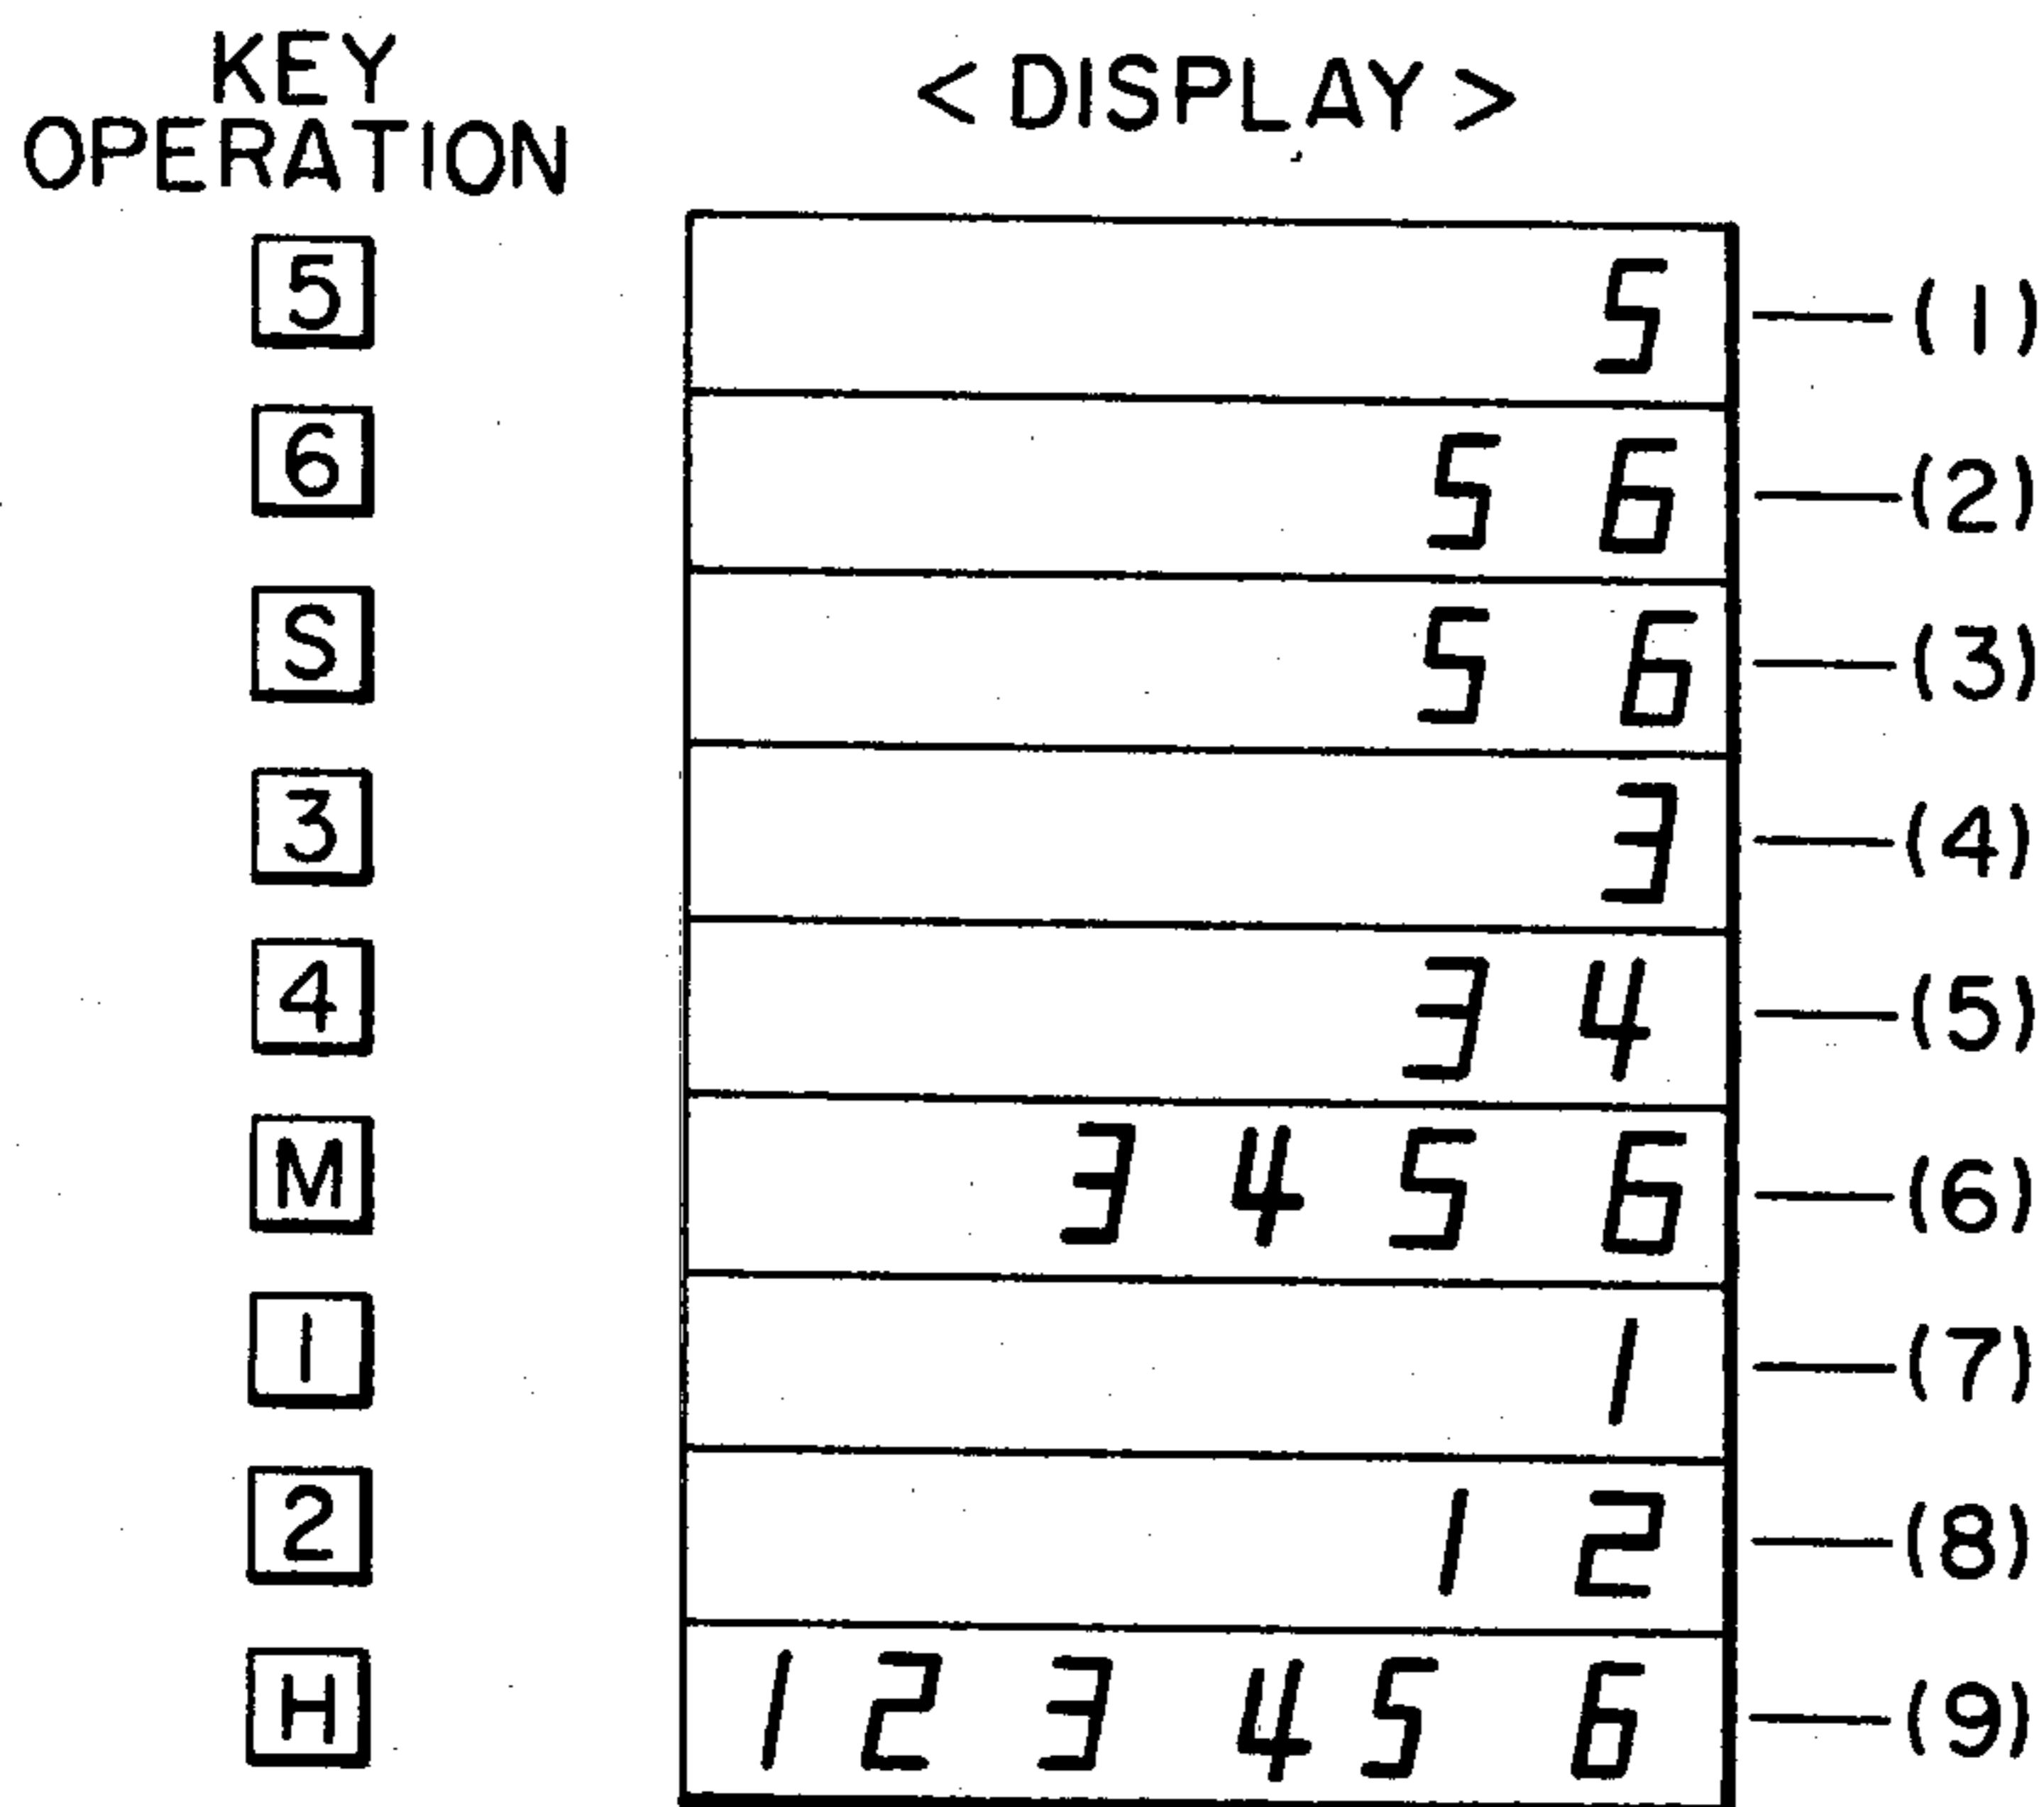 KEY
OPERATION
< DISPLAY >
5 5 (1)
6 5 6 (2)
S 5 6 (3)
3 3 (4)
4 3 4 (5)
M 3 4 5 6 (6)
1 1 (7)
2 1 2 (8)
H 1 2 3 4 5 6 (9)